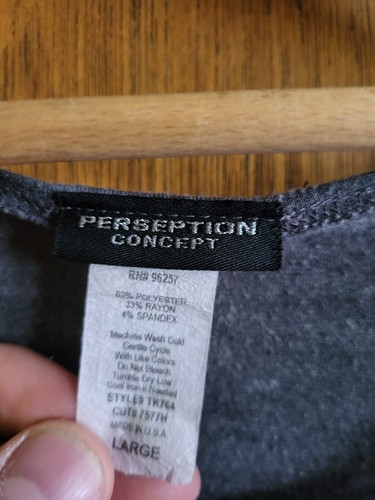 PERSEPTION
CONCEPT
RN# 96257
63% POLYESTER
33% RAYON
4% SPANDEX
Machine Wash Cold
Gentle Cycle
With Like Colors
Do Not Bleach
Tumble Dry Low
Cool Iron if Needed
STYLE# TK764
CUT# 7577H
MADE IN U.S.A
LARGE